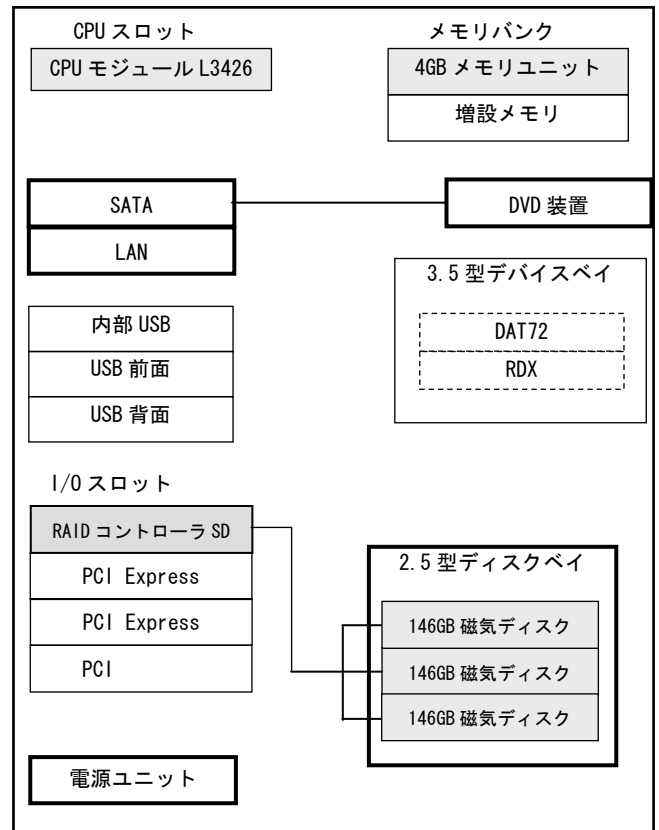 CPU スロット
メモリバンク
CPU モジュール L3426
4GB メモリユニット
増設メモリ
SATA
DVD 装置
LAN
3.5 型デバイスベイ
内部 USB
DAT72
USB 前面
RDX
USB 背面
I/O スロット
RAID コントローラ SD
2.5 型ディスクベイ
PCI Express
PCI Express
146GB 磁気ディスク
PCI
146GB 磁気ディスク
146GB 磁気ディスク
電源ユニット